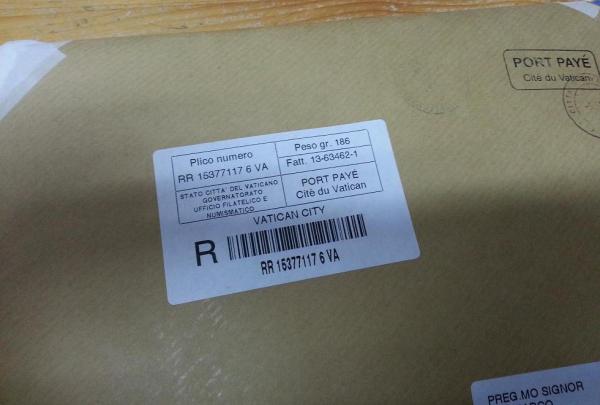 PORT PAYÉ
Cité du Vatican
Plico numero
RR 15377117 6 VA
Peso gr. 186
Fatt. 13-63462-1
STATO CITTA' DEL VATICANO
GOVERNATORATO
UFFICIO FILATELICO E
NUMISMATICO
PORT PAYÉ
Citè du Vatican
VATICAN CITY
R
RR 15377117 6 VA
PREG.MO SIGNOR